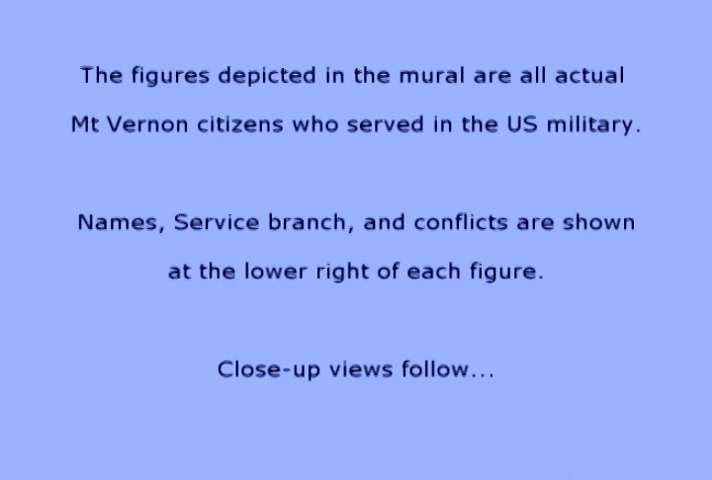 The figures depicted in the mural are all actual
Mt Vernon citizens who served in the US military.
Names, Service branch, and conflicts are shown
at the lower right of each figure.
Close-up views follow...